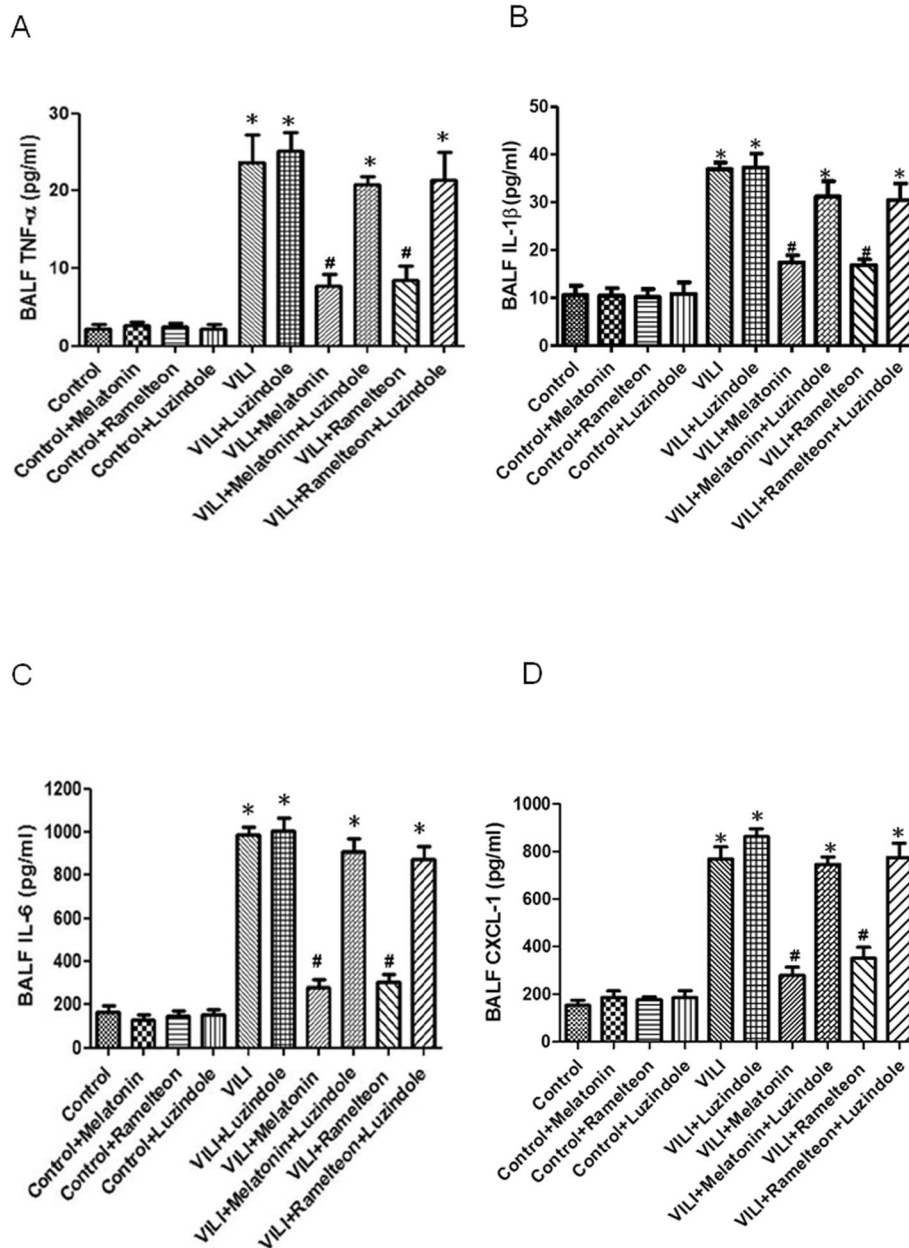 A
BALF TNF-α (pg/ml)
30
20
10
0
* * # * # *
Control
Control+Melatonin
Control+Ramelteon
Control+Luzindole
VILI
VILI+Luzindole
VILI+Melatonin
VILI+Melatonin+Luzindole
VILI+Ramelteon
VILI+Ramelteon+Luzindole
B
BALF IL-1β (pg/ml)
50
40
30
20
10
0
* * # * # *
Control
Control+Melatonin
Control+Ramelteon
Control+Luzindole
VILI
VILI+Luzindole
VILI+Melatonin
VILI+Melatonin+Luzindole
VILI+Ramelteon
VILI+Ramelteon+Luzindole
C
BALF IL-6 (pg/ml)
1200
1000
800
600
400
200
0
* * # * # *
Control
Control+Melatonin
Control+Ramelteon
Control+Luzindole
VILI
VILI+Luzindole
VILI+Melatonin
VILI+Melatonin+Luzindole
VILI+Ramelteon
VILI+Ramelteon+Luzindole
D
BALF CXCL-1 (pg/ml)
1000
800
600
400
200
0
* * # * # *
Control
Control+Melatonin
Control+Ramelteon
Control+Luzindole
VILI
VILI+Luzindole
VILI+Melatonin
VILI+Melatonin+Luzindole
VILI+Ramelteon
VILI+Ramelteon+Luzindole